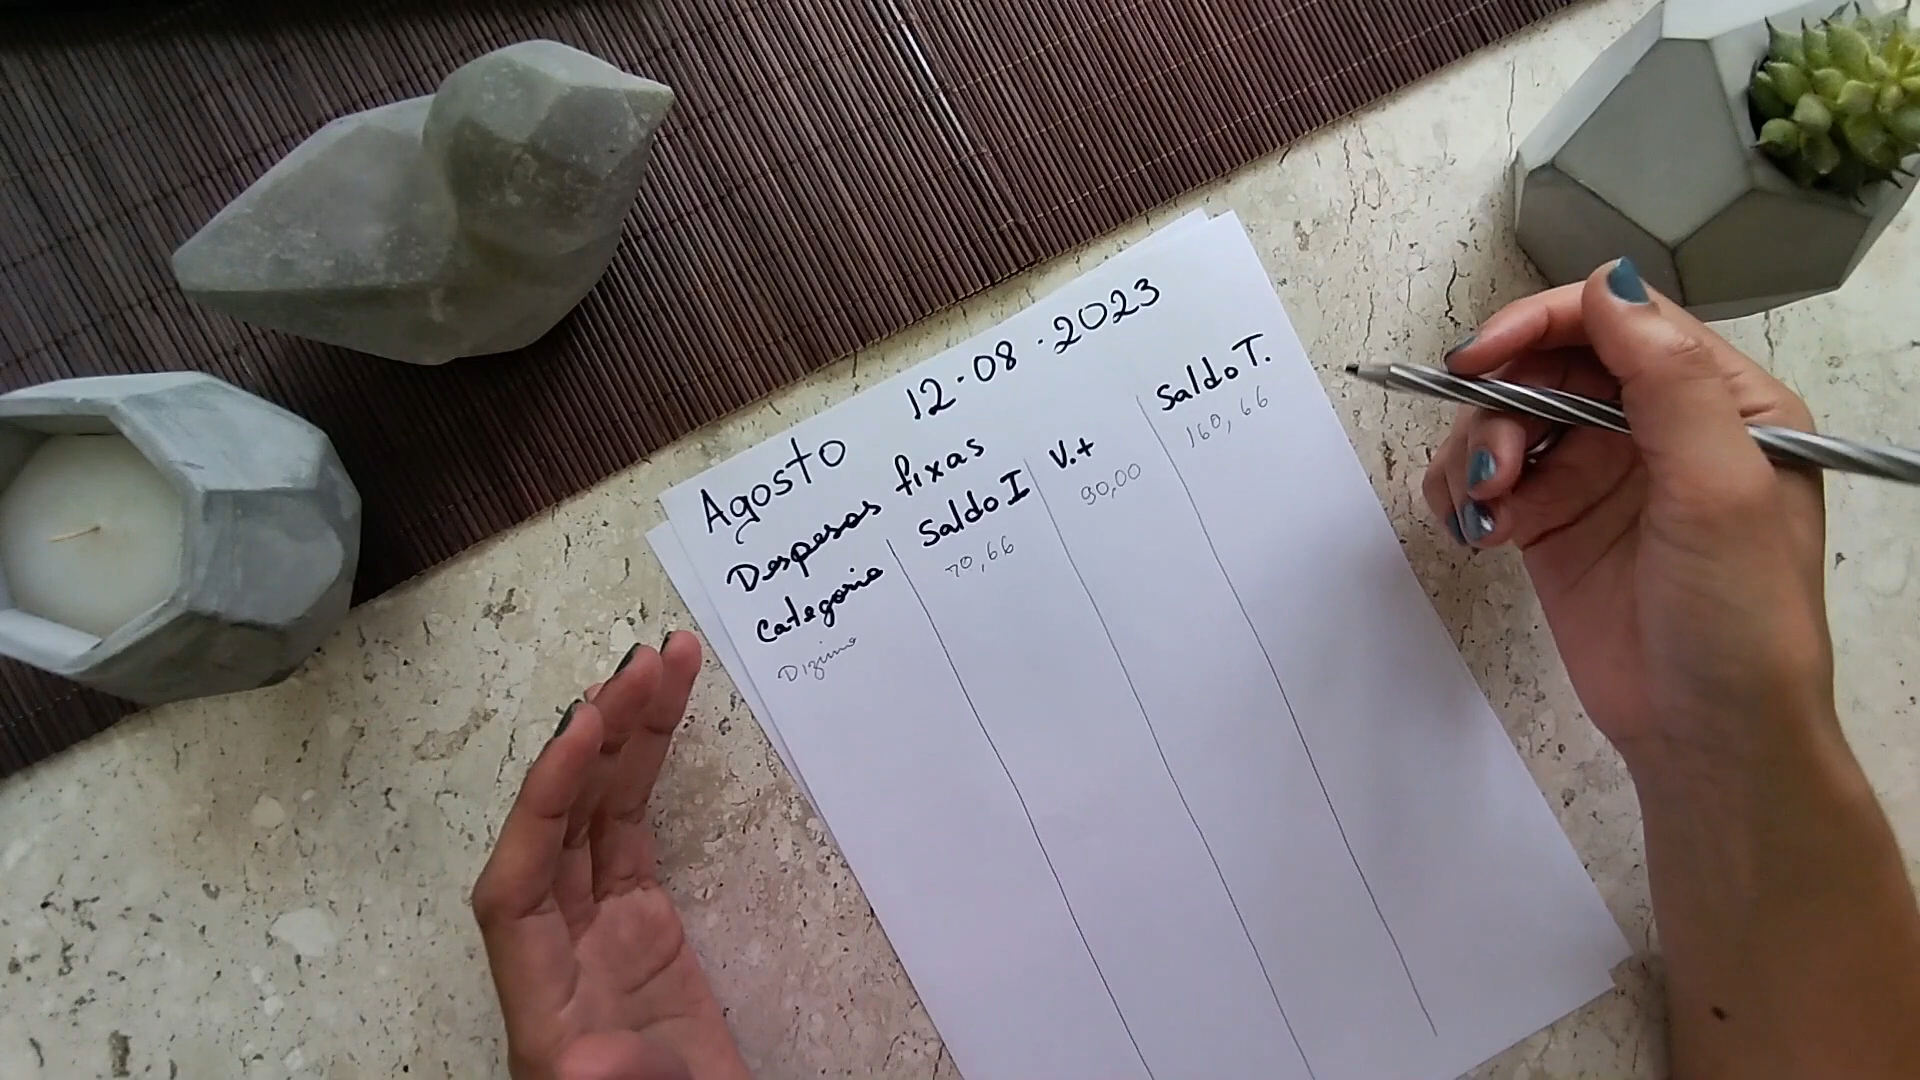 Agosto 12.08.2023
Despesas fixas
Categoria Saldo I V.+ Saldo T.
Dizimo 70,66 90,00 160,66